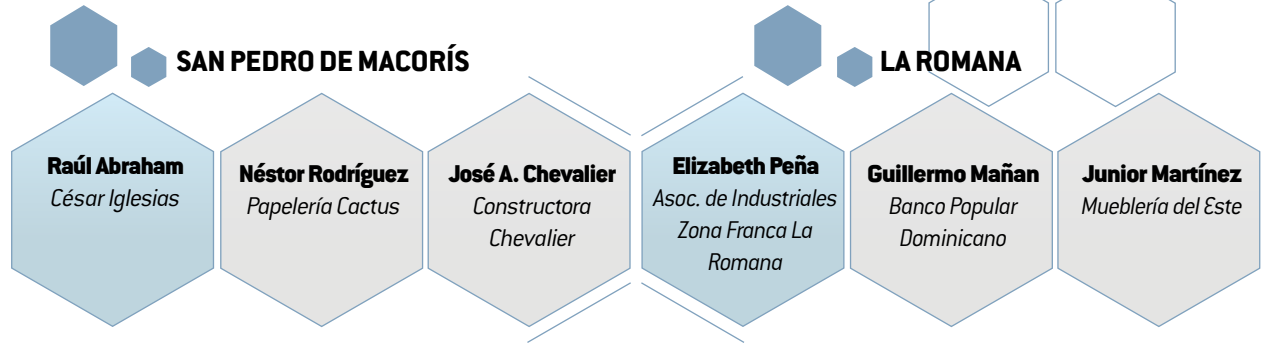 SAN PEDRO DE MACORÍS
Raúl Abraham
César Iglesias
Néstor Rodríguez
Papelería Cactus
José A. Chevalier
Constructora
Chevalier
LA ROMANA
Elizabeth Peña
Asoc. de Industriales
Zona Franca La
Romana
Guillermo Mañan
Banco Popular
Dominicano
Junior Martínez
Mueblería del Este